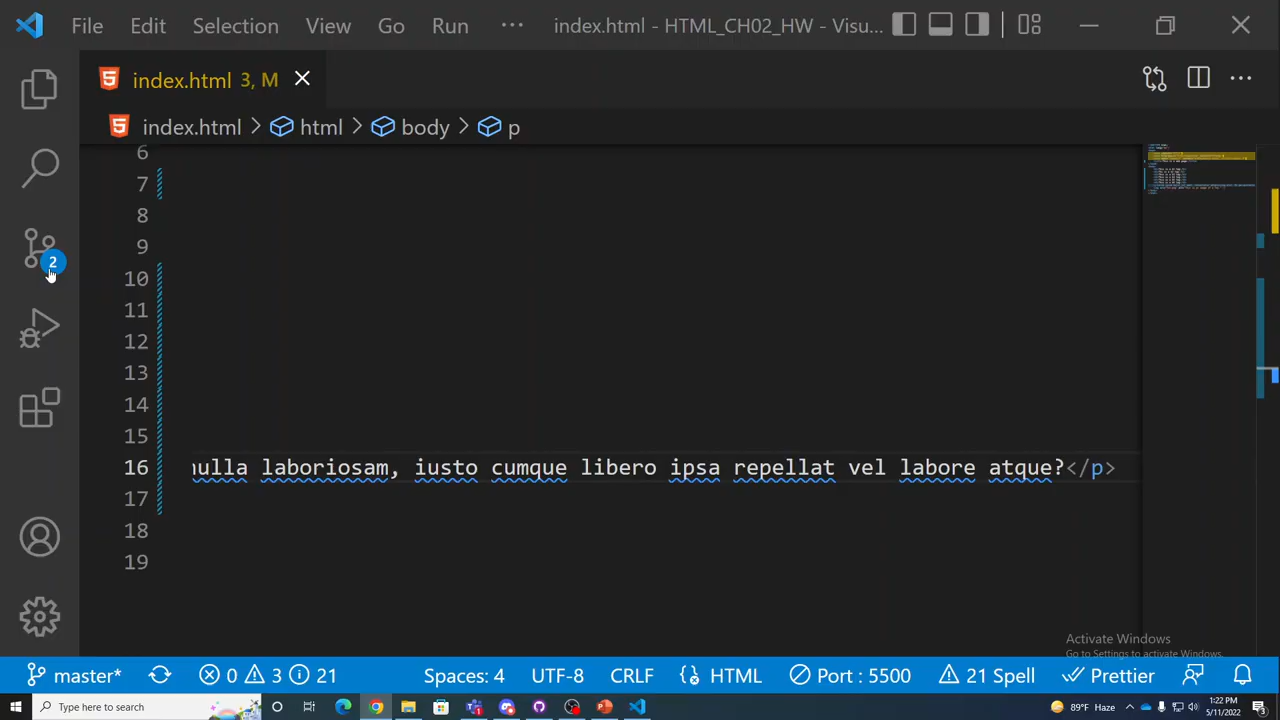 File Edit Selection View Go Run ··· index.html - HTML_CH02_HW - Visu...
index.html 3, M
index.html > html > body > p
6
7
8
9
2
10
11
12
13
14
15
16 nulla laboriosam, iusto cumque libero ipsa repellat vel labore atque?</p>
17
18
19
Activate Windows
Go to Settings to activate Windows.
master* 0 3 21 Spaces: 4 UTF-8 CRLF HTML Port : 5500 21 Spell Prettier
Type here to search 89°F Haze 1:22 PM
5/11/2022